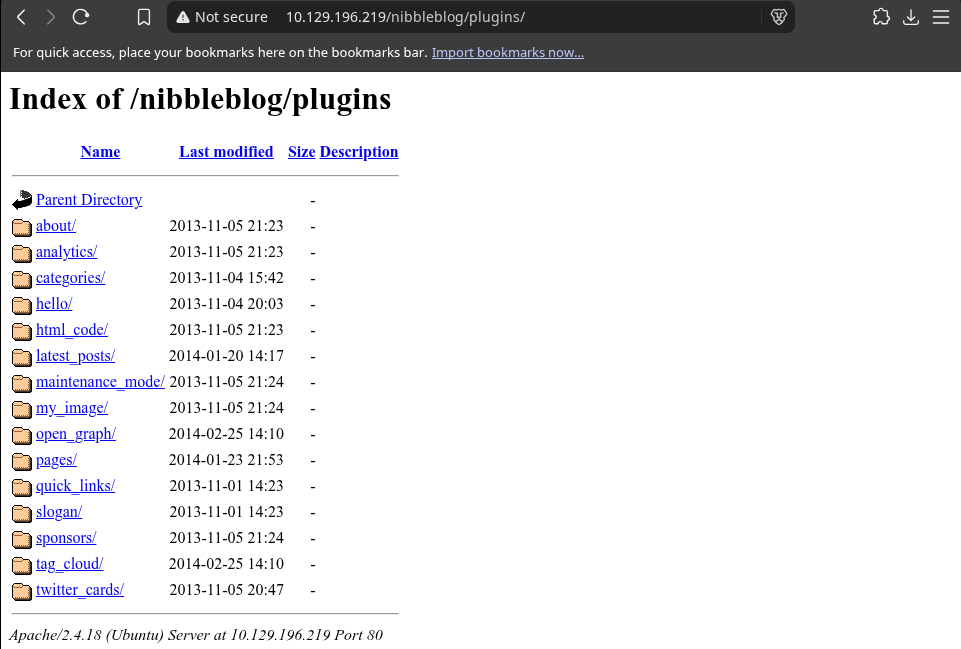 Not secure 10.129.196.219/nibbleblog/plugins/
For quick access, place your bookmarks here on the bookmarks bar. Import bookmarks now...
Index of /nibbleblog/plugins
Name Last modified Size Description
Parent Directory -
about/ 2013-11-05 21:23 -
analytics/ 2013-11-05 21:23 -
categories/ 2013-11-04 15:42 -
hello/ 2013-11-04 20:03 -
html_code/ 2013-11-05 21:23 -
latest_posts/ 2014-01-20 14:17 -
maintenance_mode/ 2013-11-05 21:24 -
my_image/ 2013-11-05 21:24 -
open_graph/ 2014-02-25 14:10 -
pages/ 2014-01-23 21:53 -
quick_links/ 2013-11-01 14:23 -
slogan/ 2013-11-01 14:23 -
sponsors/ 2013-11-05 21:24 -
tag_cloud/ 2014-02-25 14:10 -
twitter_cards/ 2013-11-05 20:47 -
Apache/2.4.18 (Ubuntu) Server at 10.129.196.219 Port 80